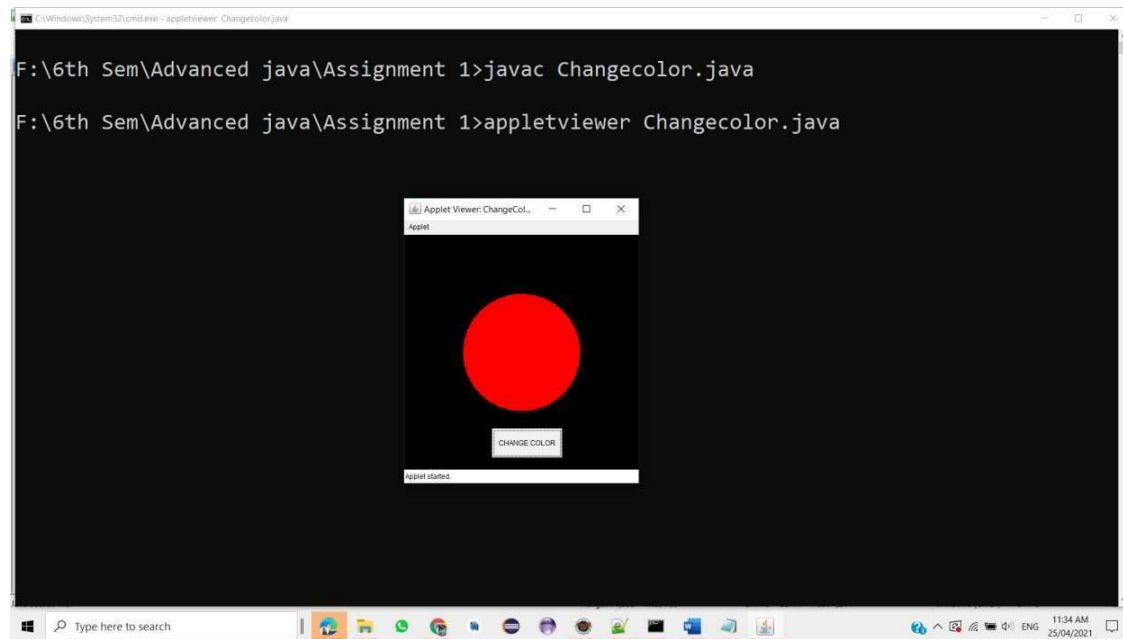 C:\Windows\System32\cmd.exe - appletviewer Changecolor.java
F:\6th Sem\Advanced java\Assignment 1>javac Changecolor.java
F:\6th Sem\Advanced java\Assignment 1>appletviewer Changecolor.java
Applet Viewer: ChangeCol...
Applet
CHANGE COLOR
Applet started.
Type here to search
ENG
11:34 AM
25/04/2021